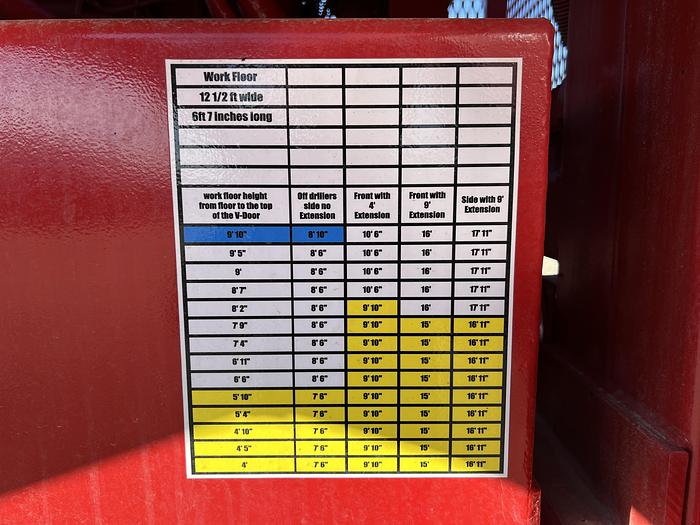 Work Floor
12 1/2 ft wide
6ft 7 inches long
work floor height from floor to the top of the V-Door Off drillers side no Extension Front with 4' Extension Front with 9' Extension Side with 9' Extension
9' 10" 8' 10" 10' 6" 16' 17' 11"
9' 5" 8' 6" 10' 6" 16' 17' 11"
9' 8' 6" 10' 6" 16' 17' 11"
8' 7" 8' 6" 10' 6" 16' 17' 11"
8' 2" 8' 6" 9' 10" 16' 17' 11"
7' 9" 8' 6" 9' 10" 15' 16' 11"
7' 4" 8' 6" 9' 10" 15' 16' 11"
6' 11" 8' 6" 9' 10" 15' 16' 11"
6' 6" 8' 6" 9' 10" 15' 16' 11"
5' 10" 7' 6" 9' 10" 15' 16' 11"
5' 4" 7' 6" 9' 10" 15' 16' 11"
4' 10" 7' 6" 9' 10" 15' 16' 11"
4' 5" 7' 6" 9' 10" 15' 16' 11"
4' 7' 6" 9' 10" 15' 16' 11"